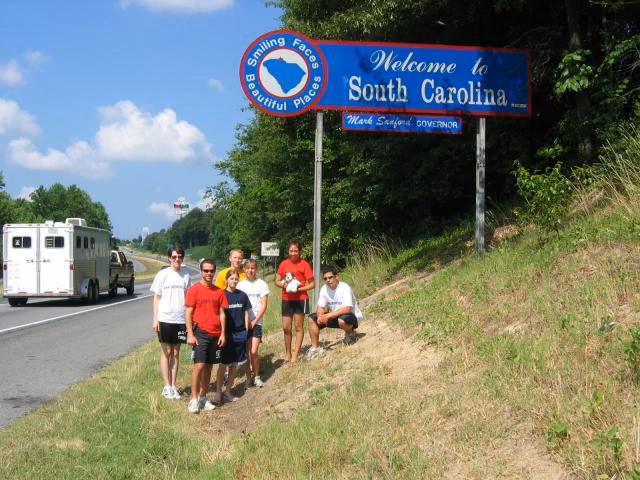 Smiling Faces
Beautiful Places
Welcome to
South Carolina
Mark Sanford GOVERNOR